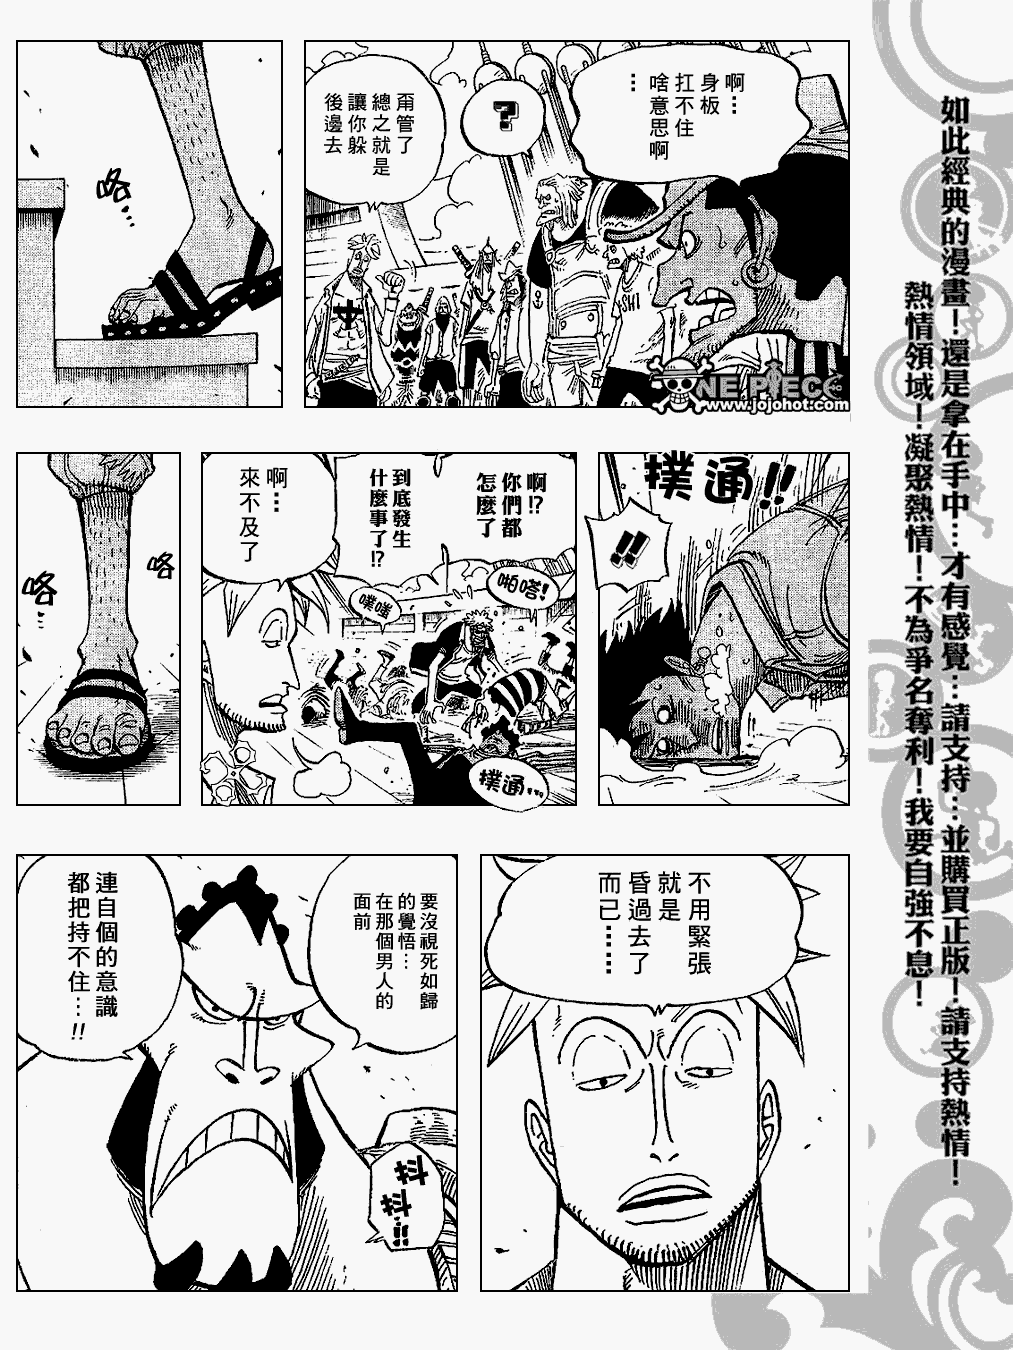 啊…
身板
扛不住
啥意思啊
…
?
兩管了
總之就是
讓你躲
後邊去
SHI
ONE PIECE
www.jojohot.com
咯…
撲通!!
!!
啊!?
你們都
怎麼了
到底發生
什麼事了!?
啊…
來不及了
啪嗒!
噗嗤
撲通…
咯
咯…
不用緊張
就是
昏過去了
而已……
要沒視死如歸
的覺悟…
在那個男人的
面前
連自個的意識
都把持不住…!!
抖
抖!!
如此經典的漫畫！還是拿在手中…才有感覺…請支持…並購買正版！請支持熱情！
熱情領域！凝聚熱情！不為爭名奪利！我要自強不息！